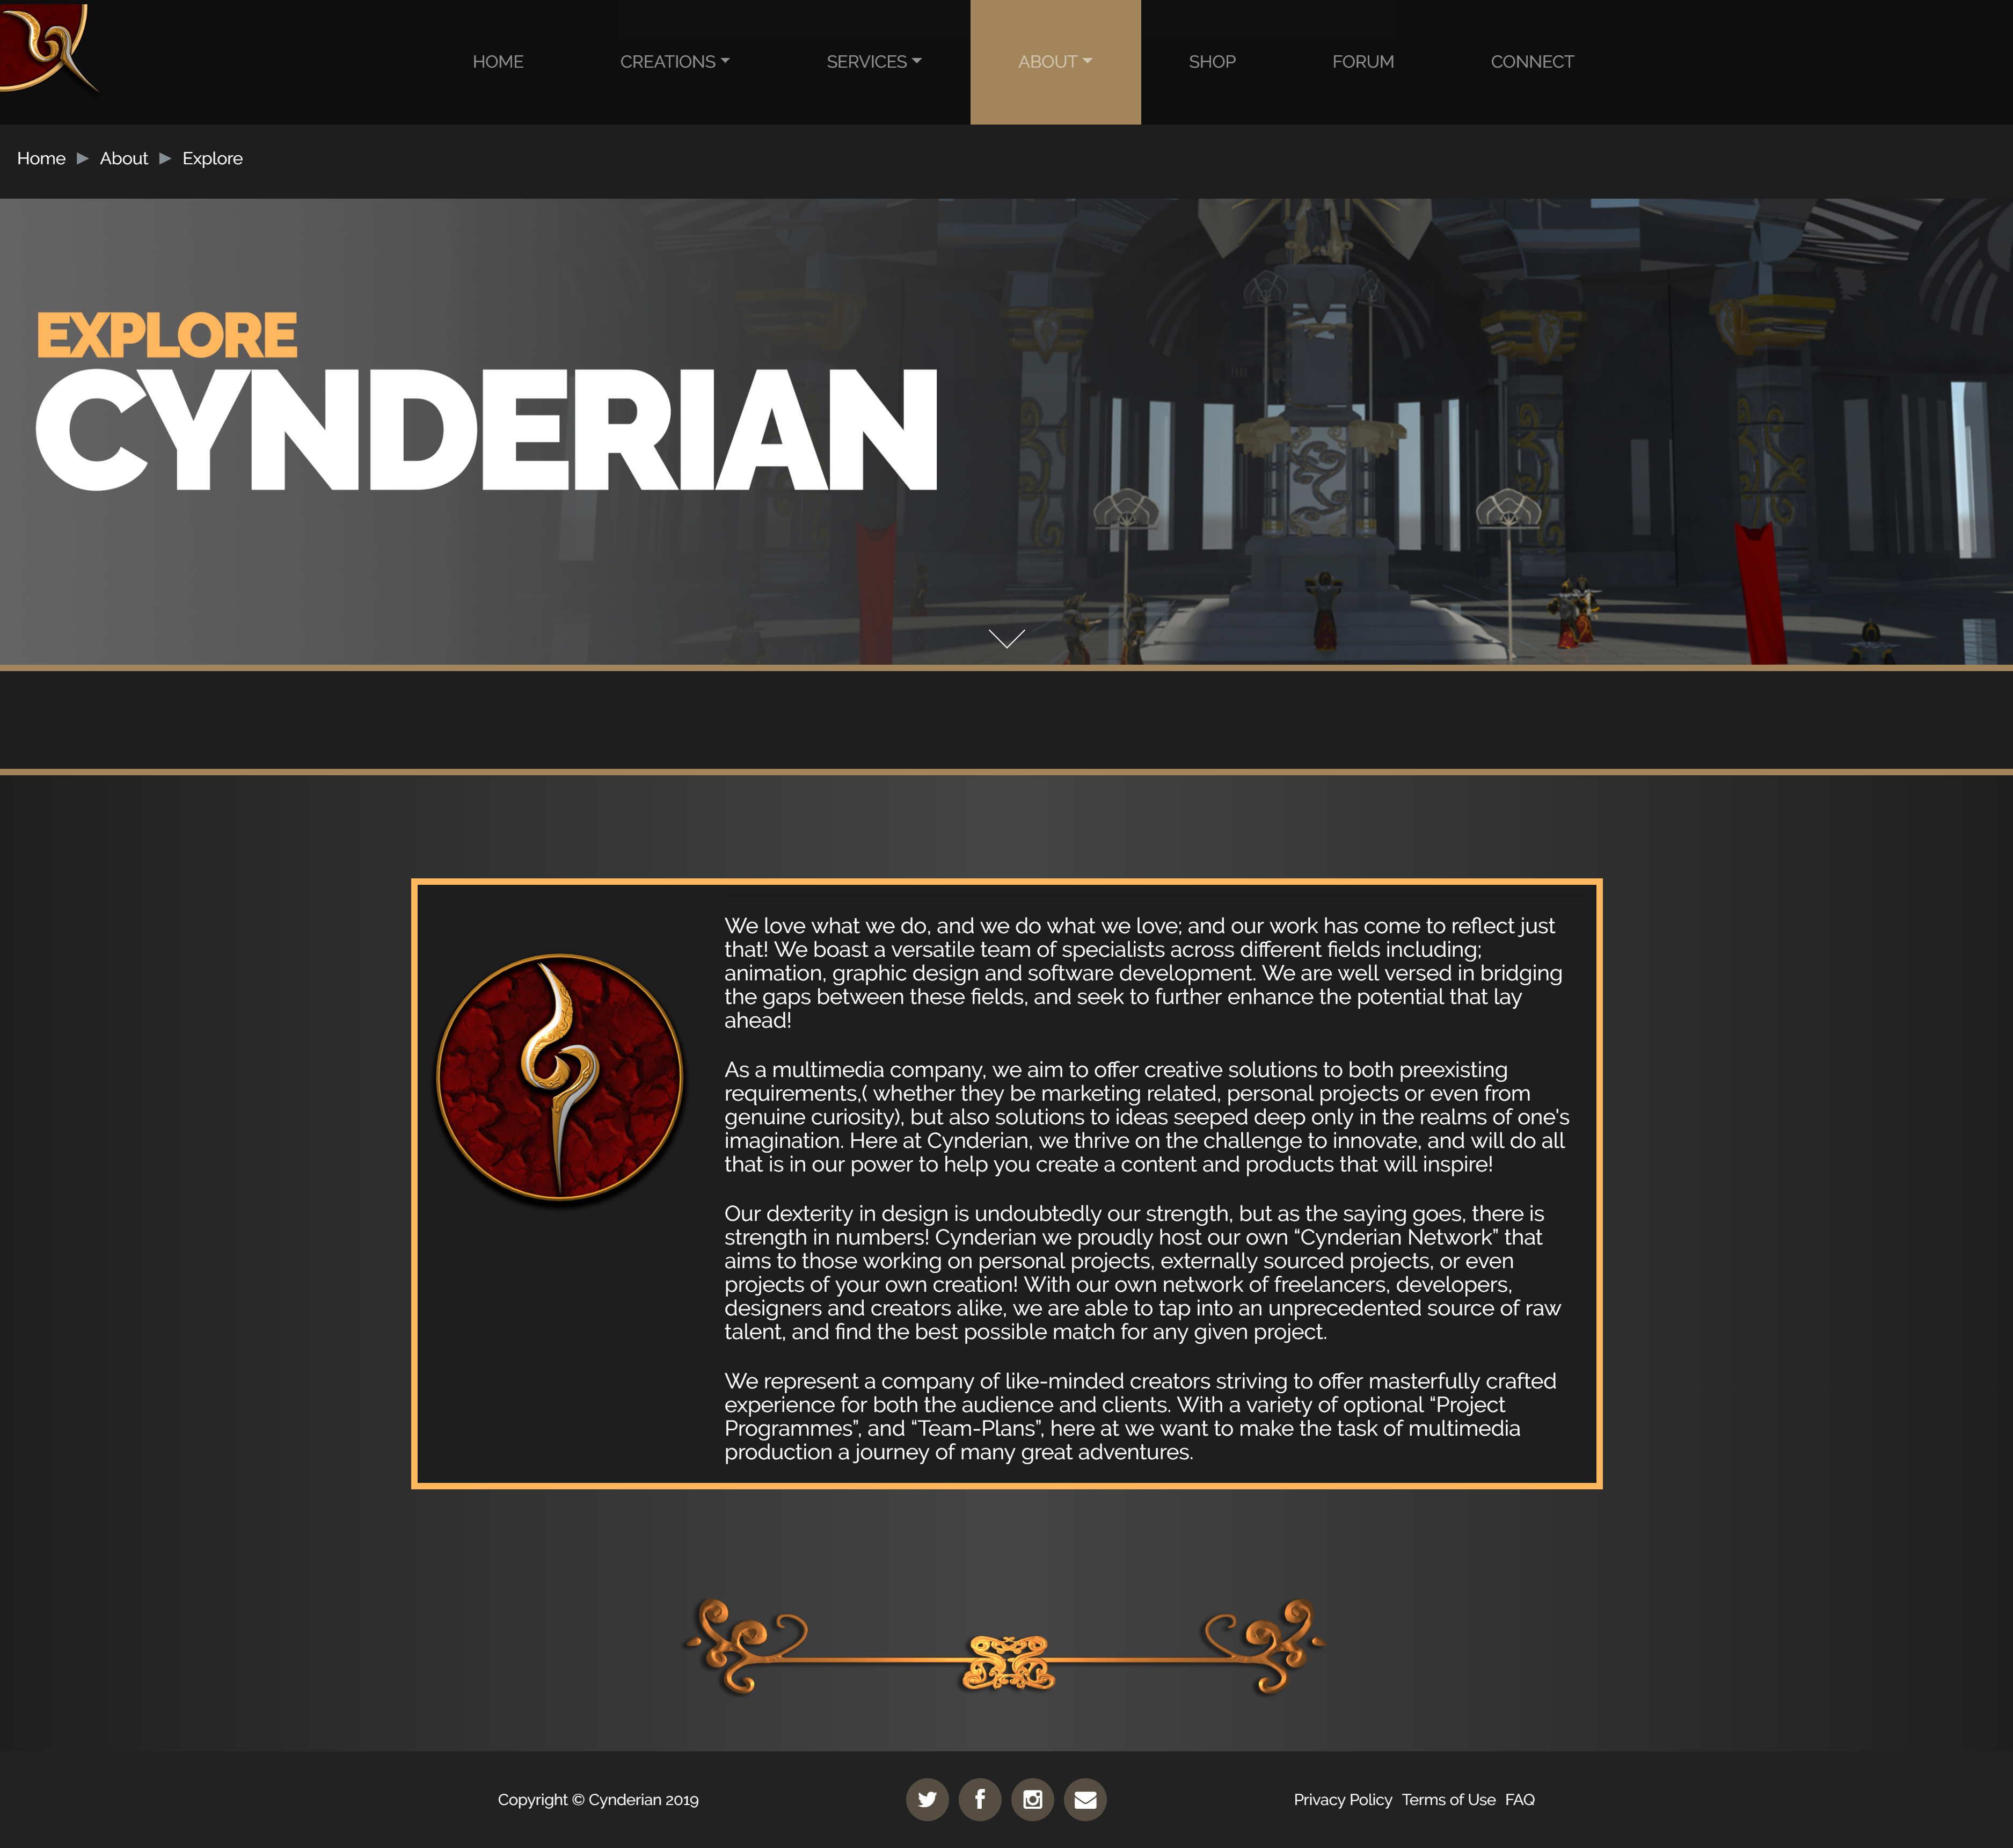 HOME
CREATIONS
SERVICES
ABOUT
SHOP
FORUM
CONNECT
Home ► About ► Explore
EXPLORE
CYNDERIAN
We love what we do, and we do what we love; and our work has come to reflect just
that! We boast a versatile team of specialists across different fields including;
animation, graphic design and software development. We are well versed in bridging
the gaps between these fields, and seek to further enhance the potential that lay
ahead!
As a multimedia company, we aim to offer creative solutions to both preexisting
requirements,( whether they be marketing related, personal projects or even from
genuine curiosity), but also solutions to ideas seeped deep only in the realms of one's
imagination. Here at Cynderian, we thrive on the challenge to innovate, and will do all
that is in our power to help you create a content and products that will inspire!
Our dexterity in design is undoubtedly our strength, but as the saying goes, there is
strength in numbers! Cynderian we proudly host our own “Cynderian Network” that
aims to those working on personal projects, externally sourced projects, or even
projects of your own creation! With our own network of freelancers, developers,
designers and creators alike, we are able to tap into an unprecedented source of raw
talent, and find the best possible match for any given project.
We represent a company of like-minded creators striving to offer masterfully crafted
experience for both the audience and clients. With a variety of optional “Project
Programmes”, and “Team-Plans”, here at we want to make the task of multimedia
production a journey of many great adventures.
Copyright © Cynderian 2019
Privacy Policy Terms of Use FAQ